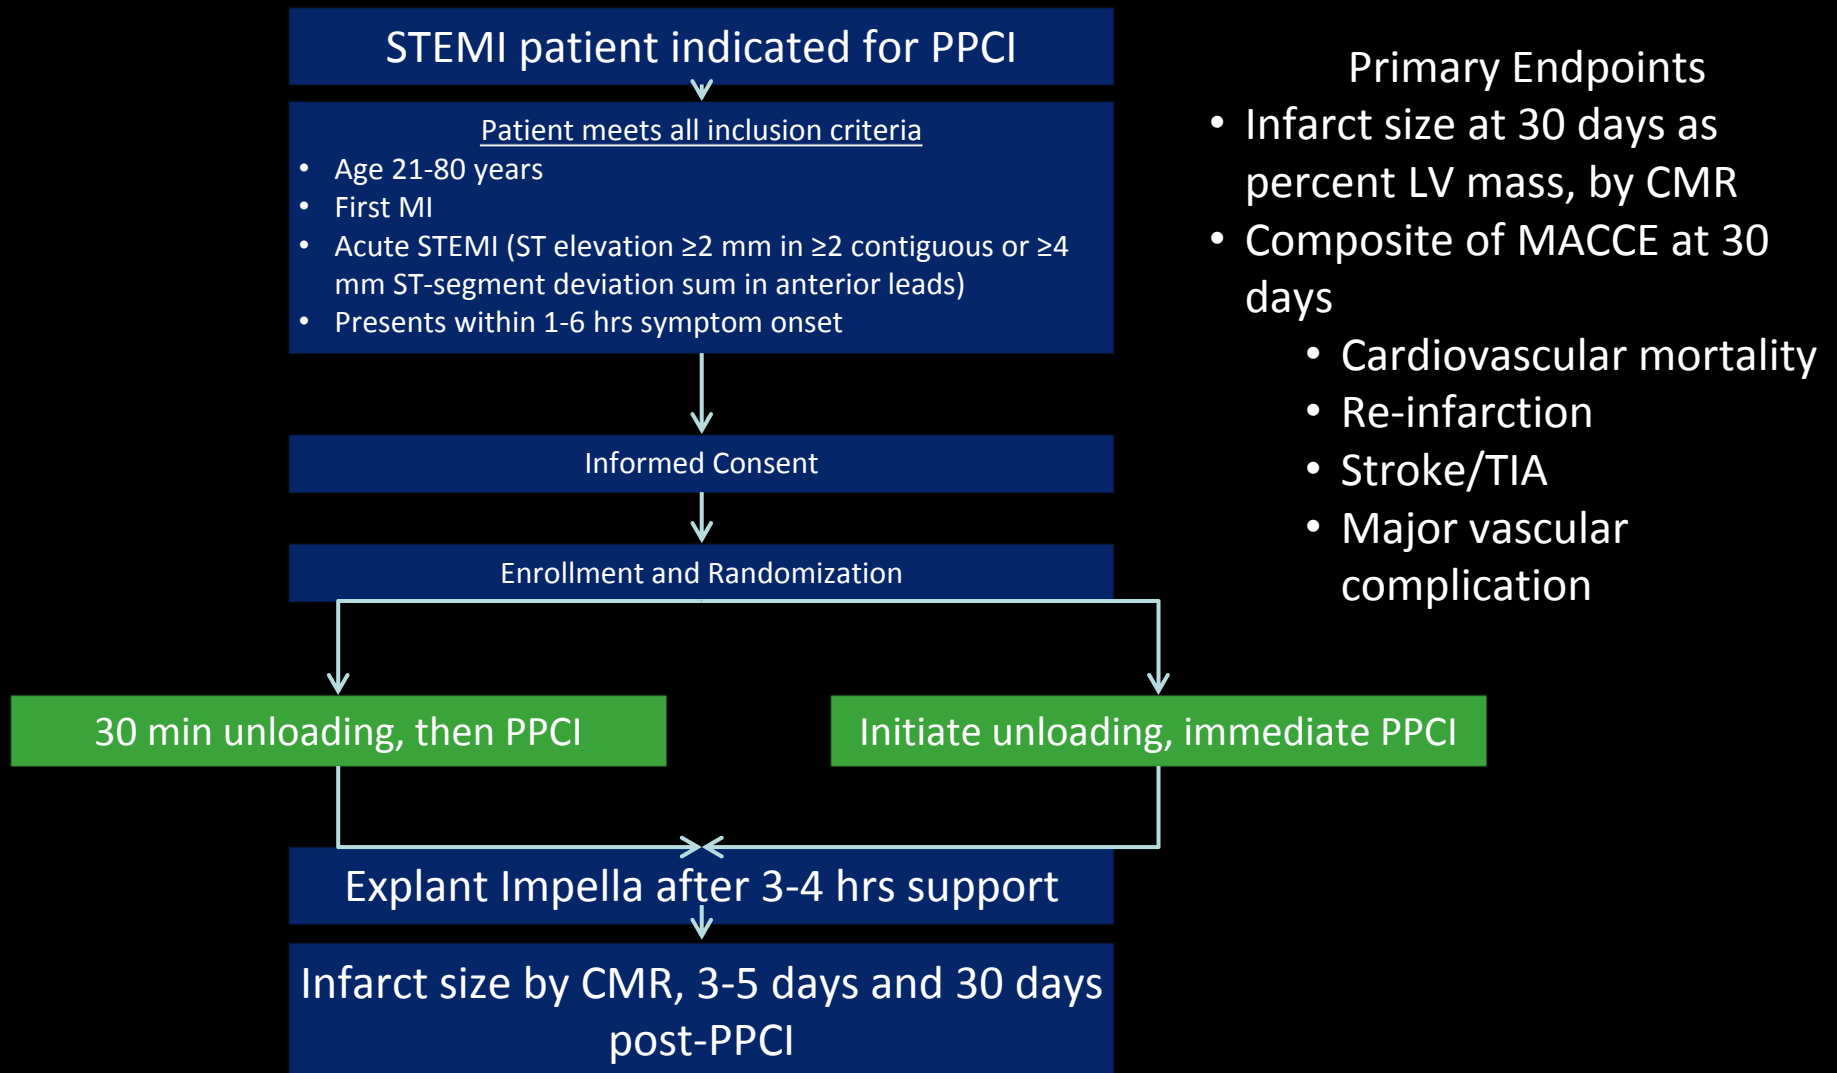 STEMI patient indicated for PPCI
Patient meets all inclusion criteria
• Age 21-80 years
• First MI
• Acute STEMI (ST elevation ≥2 mm in ≥2 contiguous or ≥4
mm ST-segment deviation sum in anterior leads)
• Presents within 1-6 hrs symptom onset
Informed Consent
Enrollment and Randomization
30 min unloading, then PPCI
Initiate unloading, immediate PPCI
Explant Impella after 3-4 hrs support
Infarct size by CMR, 3-5 days and 30 days
post-PPCI
Primary Endpoints
• Infarct size at 30 days as
percent LV mass, by CMR
• Composite of MACCE at 30
days
• Cardiovascular mortality
• Re-infarction
• Stroke/TIA
• Major vascular
complication